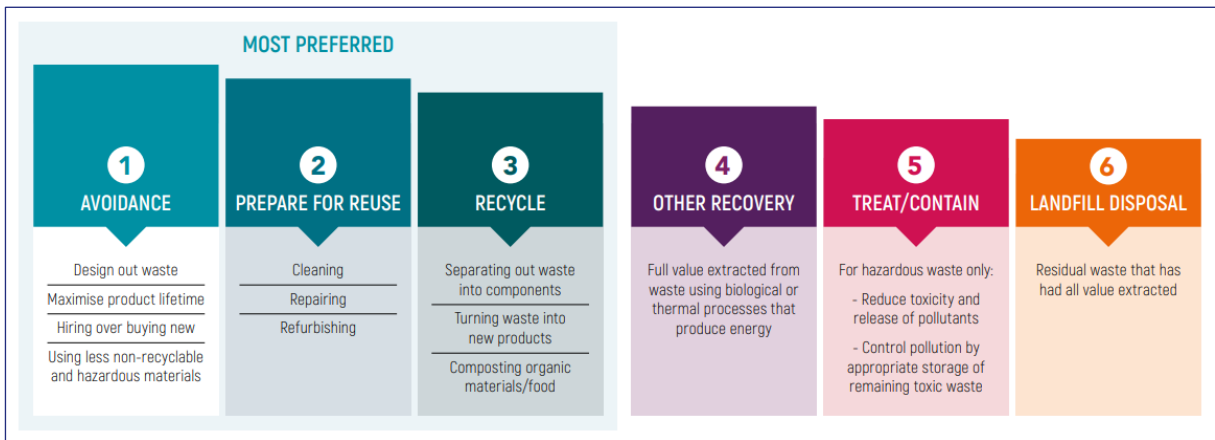 MOST PREFERRED
1
AVOIDANCE
Design out waste
Maximise product lifetime
Hiring over buying new
Using less non-recyclable
and hazardous materials
2
PREPARE FOR REUSE
Cleaning
Repairing
Refurbishing
3
RECYCLE
Separating out waste
into components
Turning waste into
new products
Composting organic
materials/food
4
OTHER RECOVERY
Full value extracted from
waste using biological or
thermal processes that
produce energy
5
TREAT/CONTAIN
For hazardous waste only:
- Reduce toxicity and
release of pollutants
- Control pollution by
appropriate storage of
remaining toxic waste
6
LANDFILL DISPOSAL
Residual waste that has
had all value extracted